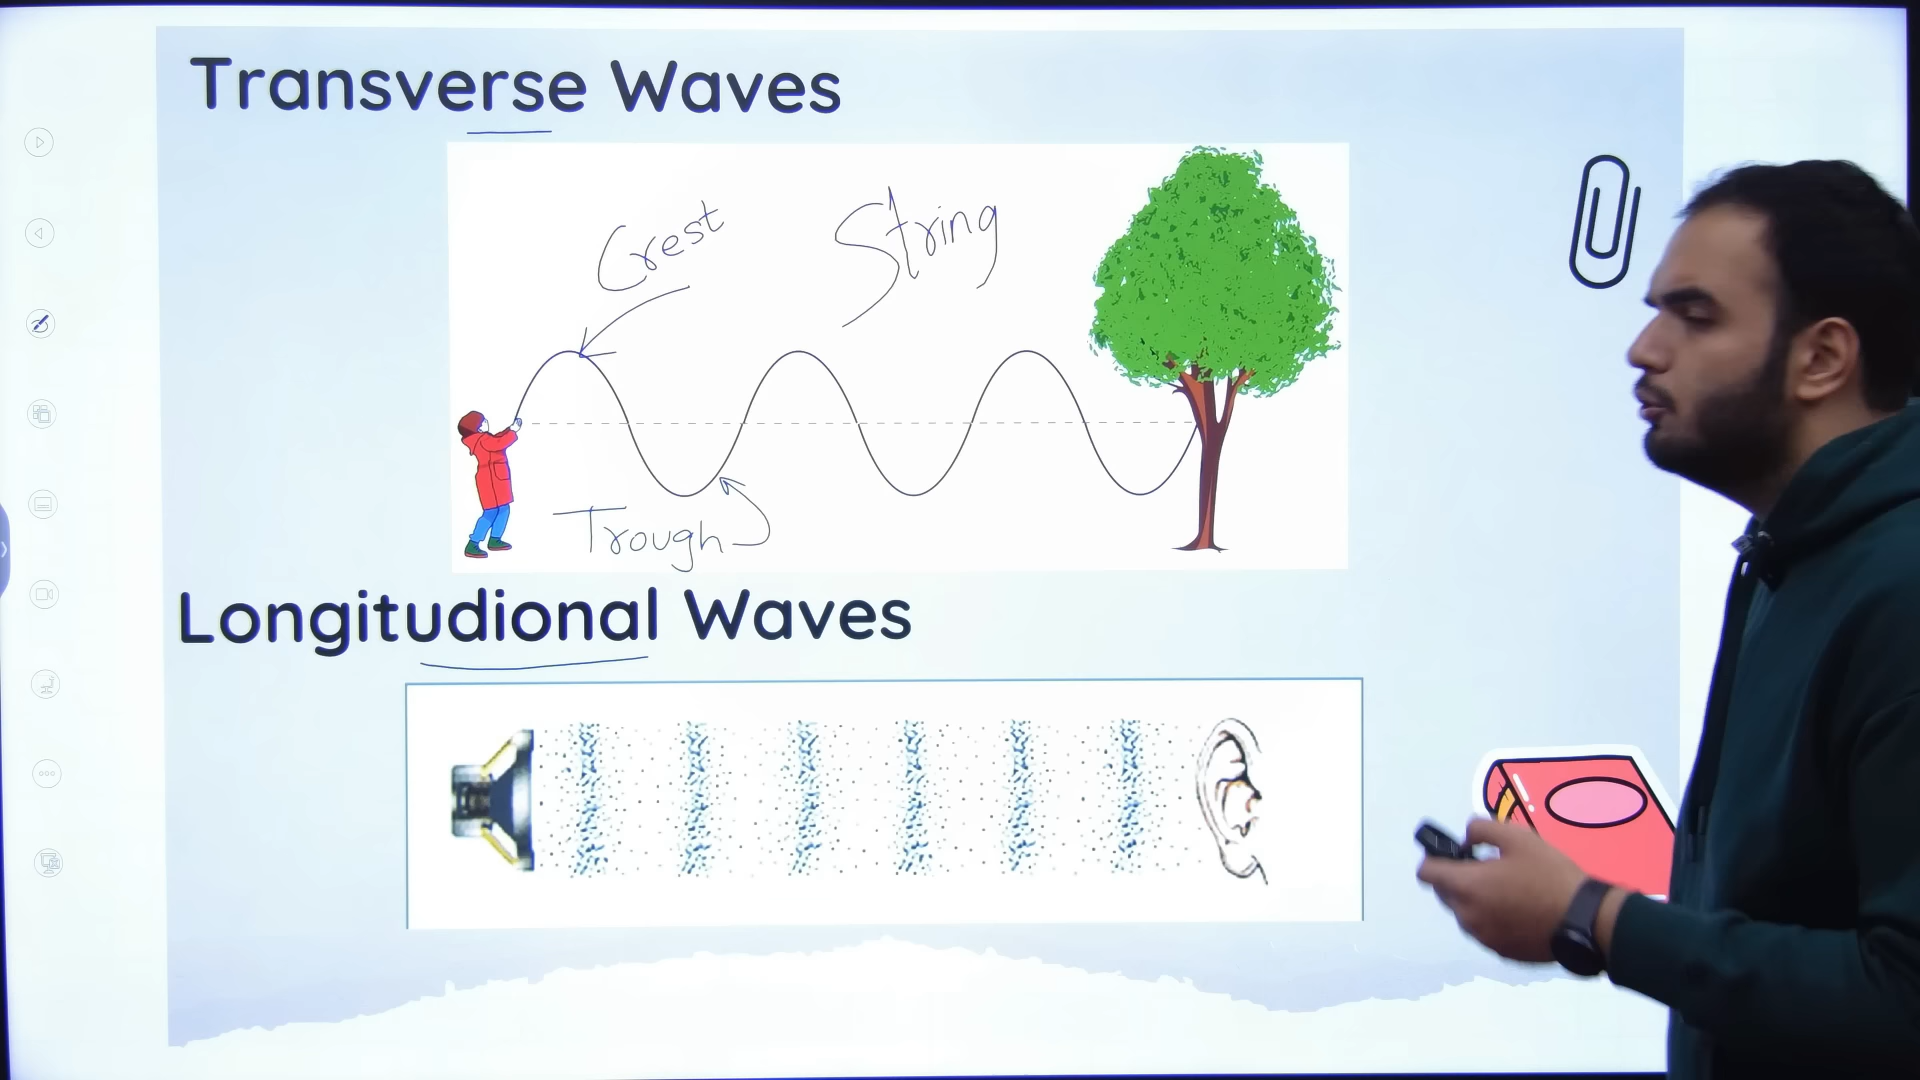 Transverse Waves
Crest
String
Trough
Longitudional Waves